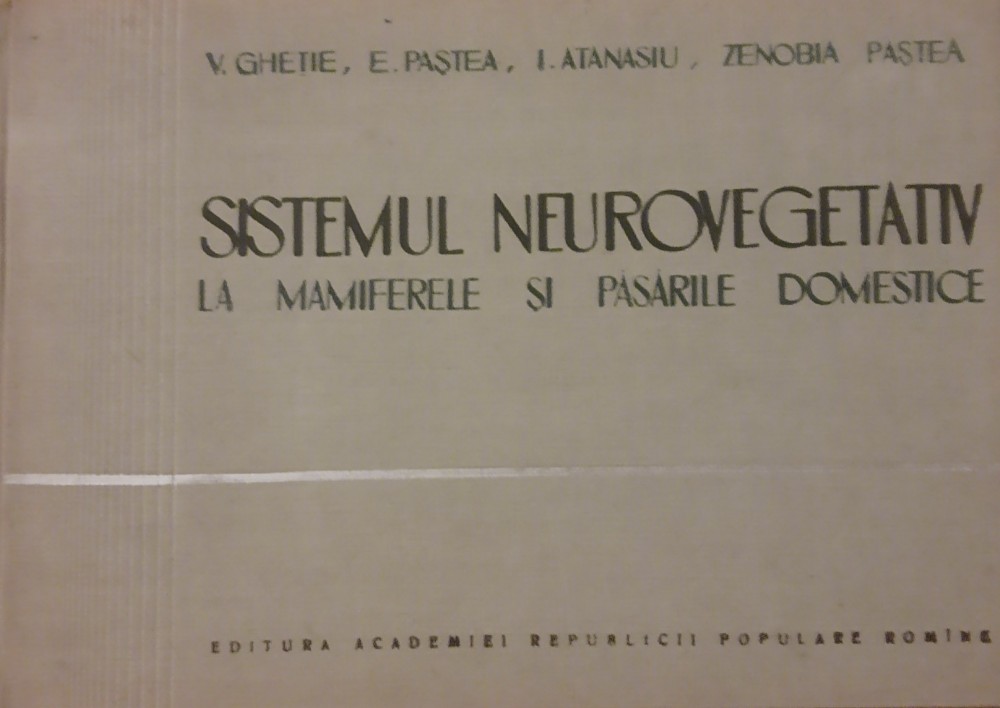 V. GHEȚIE, E. PAȘTEA, I. ATANASIU, ZENOBIA PAȘTEA
SISTEMUL NEUROVEGETATIV
LA MAMIFERELE ȘI PĂSĂRILE DOMESTICE
EDITURA ACADEMIEI REPUBLICII POPULARE ROMÎNE